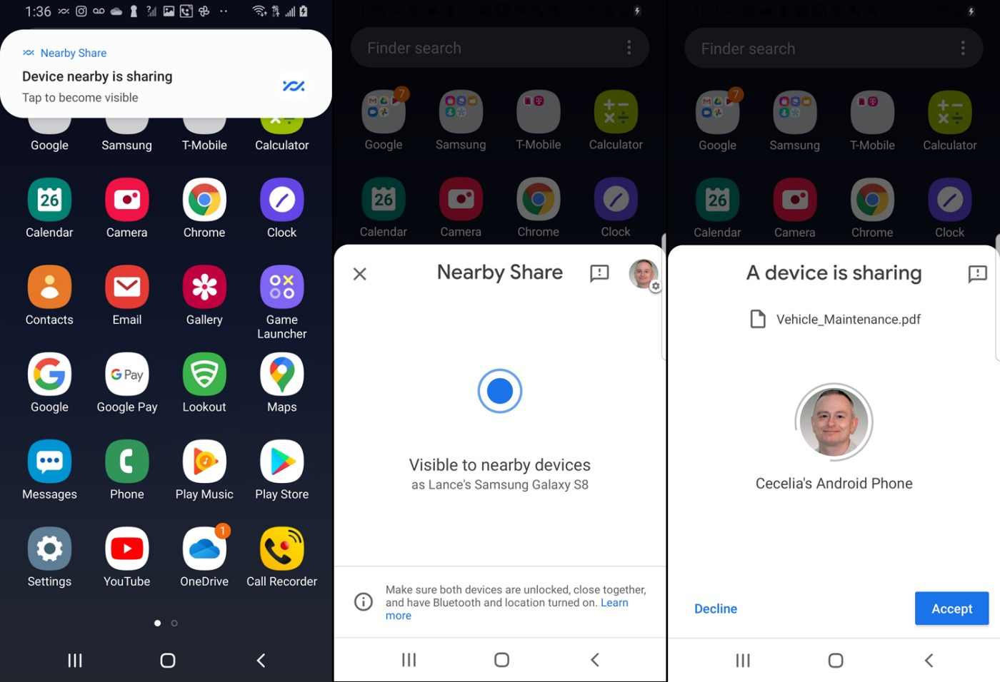 1:36
Nearby Share
Device nearby is sharing
Tap to become visible
Google
Samsung
T-Mobile
Calculator
26
Calendar
Camera
Chrome
Clock
Contacts
Email
Gallery
Game
Launcher
G Pay
Google
Google Pay
Lookout
Maps
Messages
Phone
Play Music
Play Store
1
Settings
YouTube
OneDrive
Call Recorder
Finder search
7
Google
Samsung
T-Mobile
Calculator
26
Calendar
Camera
Chrome
Clock
Nearby Share
Visible to nearby devices
as Lance's Samsung Galaxy S8
Make sure both devices are unlocked, close together,
and have Bluetooth and location turned on. Learn
more
Finder search
7
Google
Samsung
T-Mobile
Calculator
26
Calendar
Camera
Chrome
Clock
A device is sharing
Vehicle_Maintenance.pdf
Cecelia's Android Phone
Decline
Accept